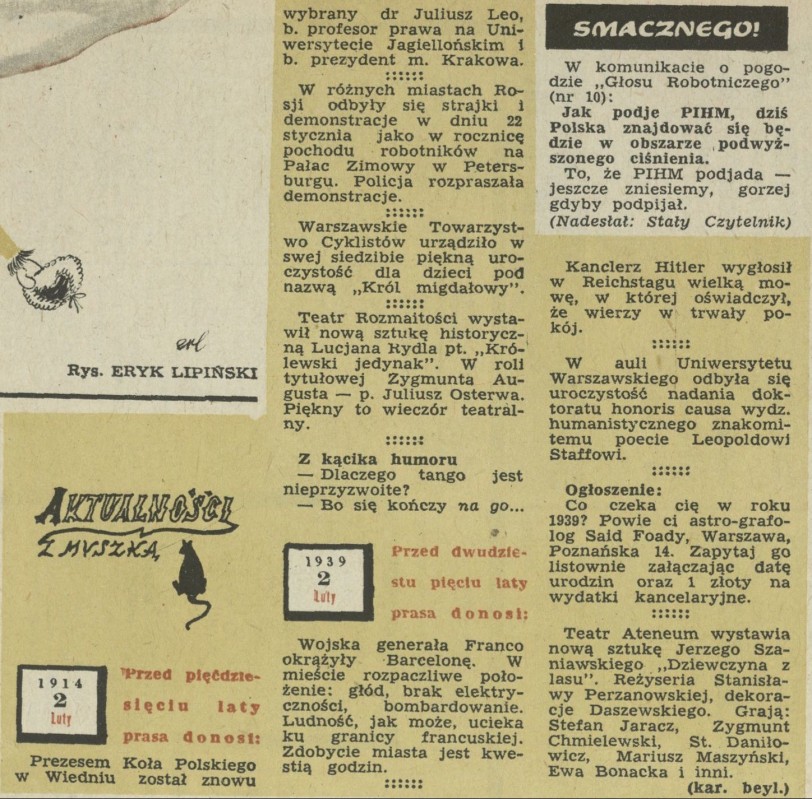 erl
Rys. ERYK LIPIŃSKI
AKTUALNOŚCI
Z MYSZKĄ
1914
2
Luty
Przed pięćdzie-
sięciu laty
prasa donosi:
Prezesem Koła Polskiego
w Wiedniu został znowu
wybrany dr Juliusz Leo,
b. profesor prawa na Uni-
wersytecie Jagiellońskim i
b. prezydent m. Krakowa.
::::::
W różnych miastach Ro-
sji odbyły się strajki i
demonstracje w dniu 22
stycznia jako w rocznicę
pochodu robotników na
Pałac Zimowy w Peters-
burgu. Policja rozpraszała
demonstracje.
::::::
Warszawskie Towarzyst-
wo Cyklistów urządziło w
swej siedzibie piękną uro-
czystość dla dzieci pod
nazwą „Król migdałowy”.
::::::
Teatr Rozmaitości wysta-
wił nową sztukę historycz-
ną Lucjana Rydla pt. „Kró-
lewski jedynak”. W roli
tytułowej Zygmunta Au-
gusta — p. Juliusz Osterwa.
Piękny to wieczór teatral-
ny.
::::::
Z kącika humoru
— Dlaczego tango jest
nieprzyzwoite?
— Bo się kończy na go...
1939
2
Luty
Przed dwudzie-
stu pięciu laty
prasa donosi:
Wojska generała Franco
okrążyły Barcelonę. W
mieście rozpaczliwe poło-
żenie: głód, brak elektry-
czności, bombardowanie.
Ludność, jak może, ucieka
ku granicy francuskiej.
Zdobycie miasta jest kwe-
stią godzin.
::::::
SMACZNEGO!
W komunikacie o pogo-
dzie „Głosu Robotniczego”
(nr 10):
Jak podje PIHM, dziś
Polska znajdować się bę-
dzie w obszarze podwyż-
szonego ciśnienia.
To, że PIHM podjada —
jeszcze zniesiemy, gorzej
gdyby podpijał.
(Nadesłał: Stały Czytelnik)
Kanclerz Hitler wygłosił
w Reichstagu wielką mo-
wę, w której oświadczył,
że wierzy w trwały po-
kój.
::::::
W auli Uniwersytetu
Warszawskiego odbyła się
uroczystość nadania dok-
toratu honoris causa wydz.
humanistycznego znakomi-
temu poecie Leopoldowi
Staffowi.
::::::
Ogłoszenie:
Co czeka cię w roku
1939? Powie ci astro-grafo-
log Said Foady, Warszawa,
Poznańska 14. Zapytaj go
listownie załączając datę
urodzin oraz 1 złoty na
wydatki kancelaryjne.
::::::
Teatr Ateneum wystawia
nową sztukę Jerzego Sza-
niawskiego „Dziewczyna z
lasu”. Reżyseria Stanisła-
wy Perzanowskiej, dekora-
cje Daszewskiego. Grają:
Stefan Jaracz, Zygmunt
Chmielewski, St. Daniło-
wicz, Mariusz Maszyński,
Ewa Bonacka i inni.
(kar. beyl.)